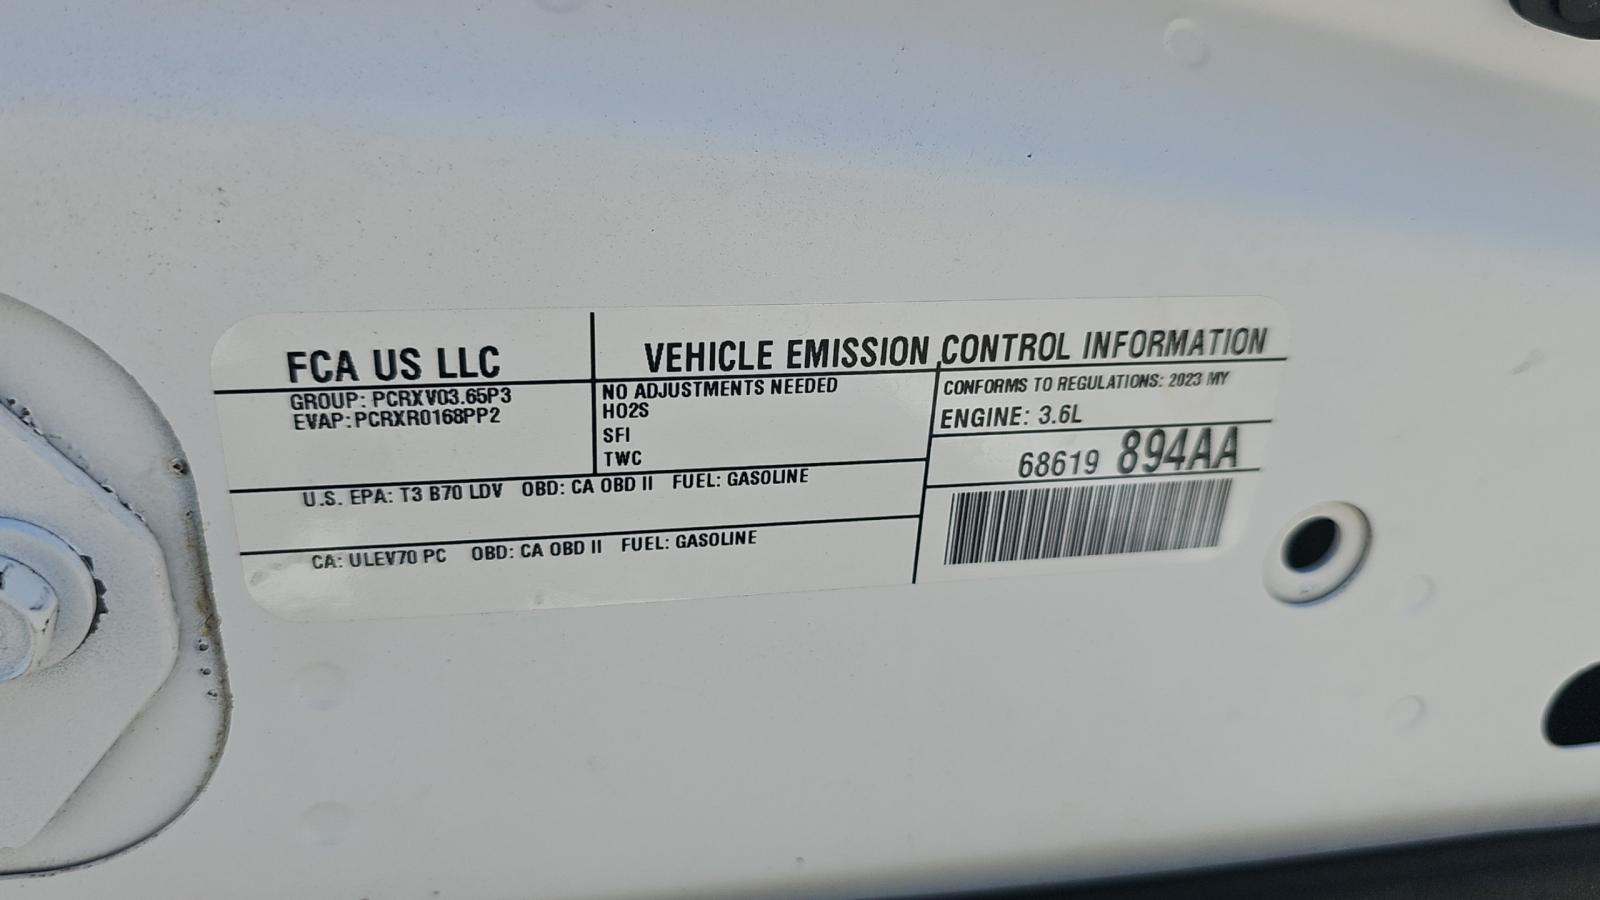 FCA US LLC
VEHICLE EMISSION CONTROL INFORMATION
GROUP: PCRXV03.65P3
EVAP: PCRXR0168PP2
NO ADJUSTMENTS NEEDED
HO2S
SFI
TWC
CONFORMS TO REGULATIONS: 2023 MY
ENGINE: 3.6L
68619 894AA
U.S. EPA: T3 B70 LDV OBD: CA OBD II FUEL: GASOLINE
CA: ULEV70 PC OBD: CA OBD II FUEL: GASOLINE